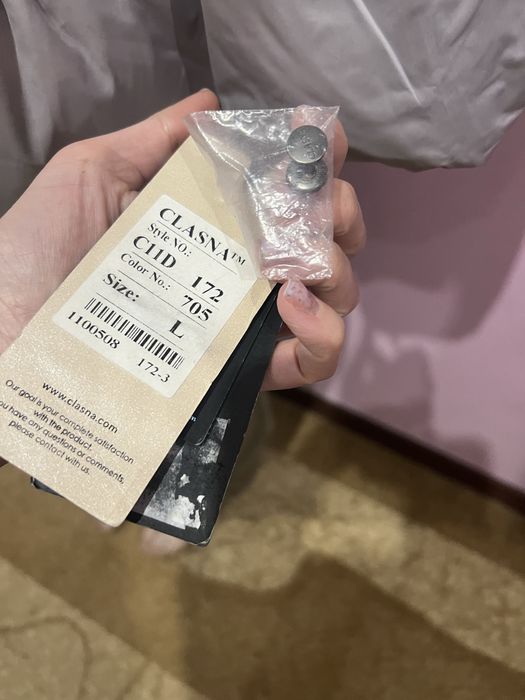 CLASNA™
Style NO.:
C11D 172
Color No.: 705
Size: L
1100508 172-3
www.clasna.com
Our goal is your complete satisfaction
with the product.
you have any questions or comments,
please contact with us.